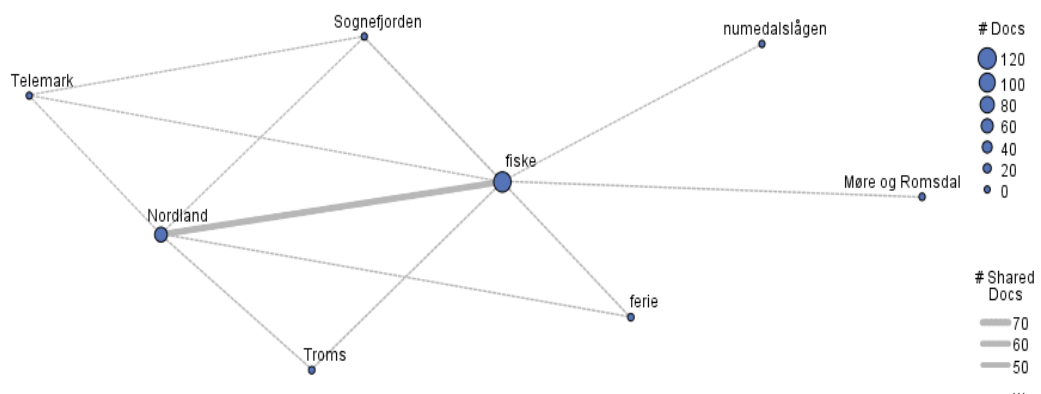 Sognefjorden
numedalslågen
# Docs
120
Telemark
100
80
60
fiske
40
Møre og Romsdal
20
0
Nordland
# Shared
Docs
ferie
70
60
Troms
50
...